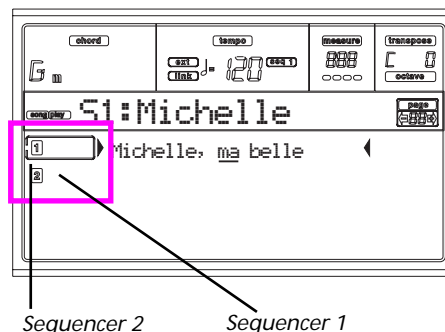 chord tempo measure transpose
G m ext link ♩= 120 seq 1 888 C 0 octave
song play S1:Michelle page
1 Michelle, ma belle
2
Sequencer 2 Sequencer 1